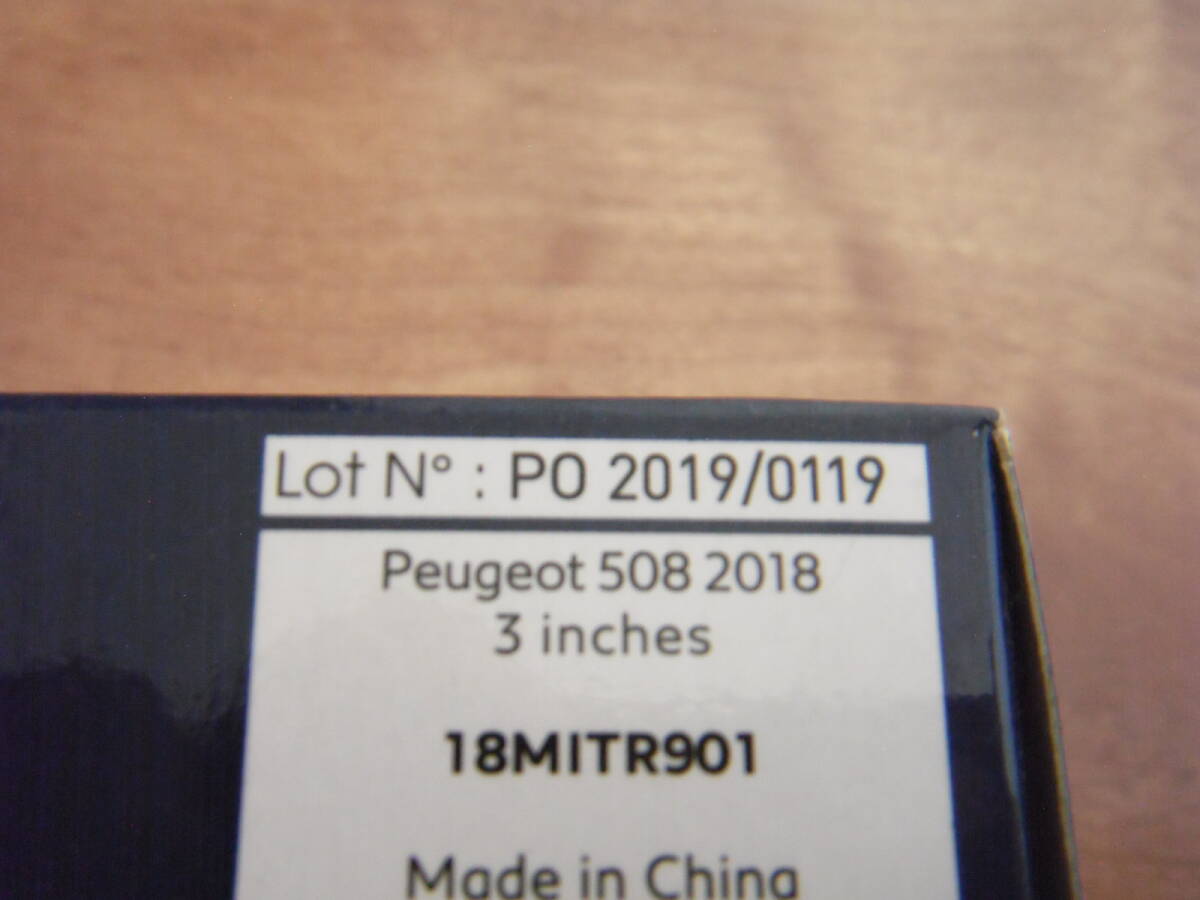 Lot N° : PO 2019/0119
Peugeot 508 2018
3 inches
18MITR901
Made in China